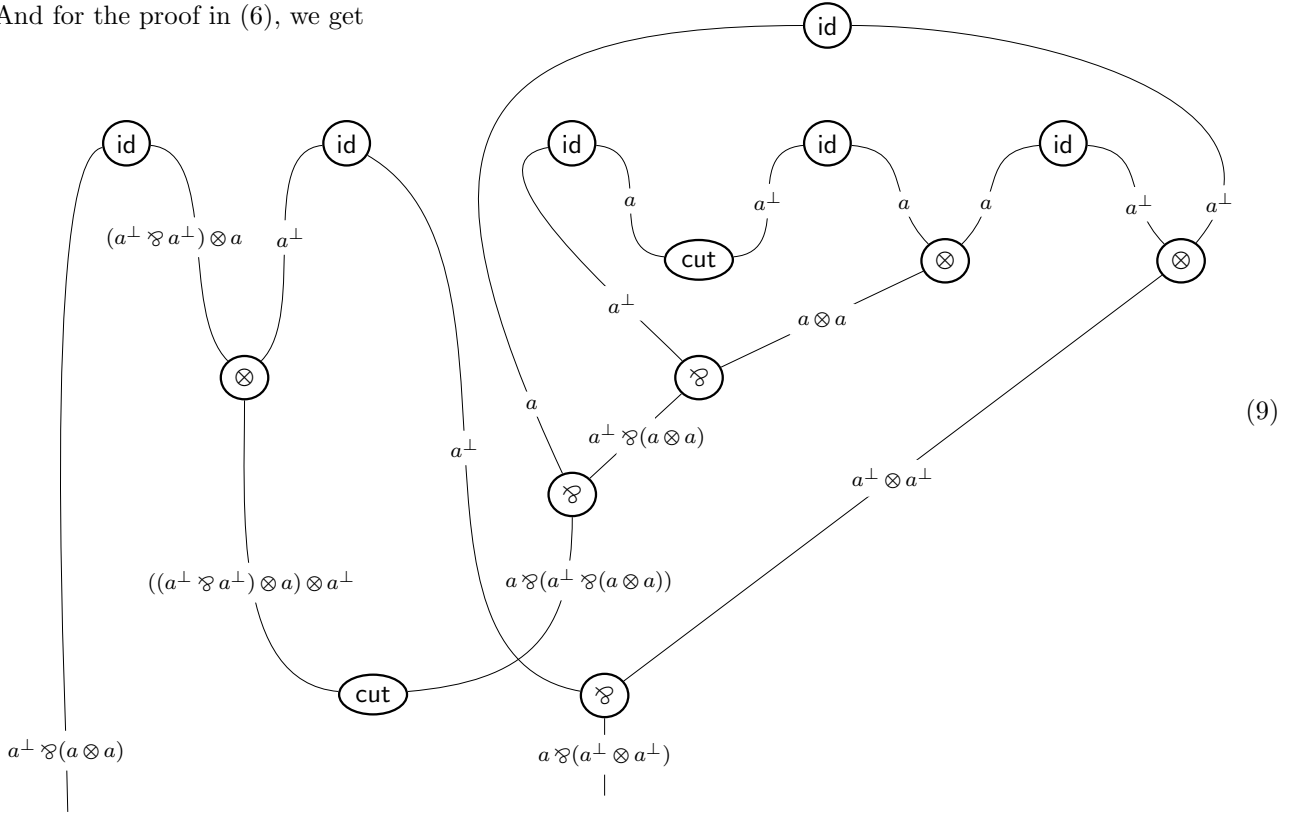 And for the proof in (6), we get
id
id id id id id
a a^⊥ a a a^⊥ a^⊥
(a^⊥ ⅋ a^⊥) ⊗ a a^⊥
cut ⊗ ⊗
a^⊥ a ⊗ a
⊗ ⅋
a (9)
a^⊥ ⅋(a ⊗ a)
a^⊥
a^⊥ ⊗ a^⊥
⅋
((a^⊥ ⅋ a^⊥) ⊗ a) ⊗ a^⊥ a ⅋(a^⊥ ⅋(a ⊗ a))
cut ⅋
a^⊥ ⅋(a ⊗ a) a ⅋(a^⊥ ⊗ a^⊥)